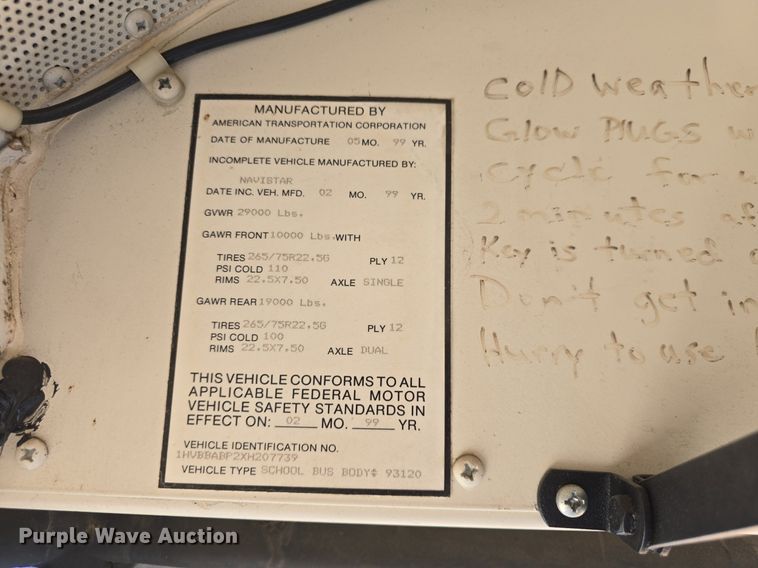 MANUFACTURED BY
AMERICAN TRANSPORTATION CORPORATION
DATE OF MANUFACTURE 05 MO. 99 YR.
INCOMPLETE VEHICLE MANUFACTURED BY:
NAVISTAR
DATE INC. VEH. MFD. 02 MO. 99 YR.
GVWR 29000 Lbs.
GAWR FRONT 10000 Lbs. WITH
TIRES 265/75R22.5G PLY 12
PSI COLD 110
RIMS 22.5X7.50 AXLE SINGLE
GAWR REAR 19000 Lbs.
TIRES 265/75R22.5G PLY 12
PSI COLD 100
RIMS 22.5X7.50 AXLE DUAL
THIS VEHICLE CONFORMS TO ALL
APPLICABLE FEDERAL MOTOR
VEHICLE SAFETY STANDARDS IN
EFFECT ON: 02 MO. 99 YR.
VEHICLE IDENTIFICATION NO.
1HVBBABP2XH207739
VEHICLE TYPE SCHOOL BUS BODY# 93120
COLD weather
Glow PLUGS w
cycle for
2 minutes af
Key is turned
Don't get in
Hurry to use
Purple Wave Auction